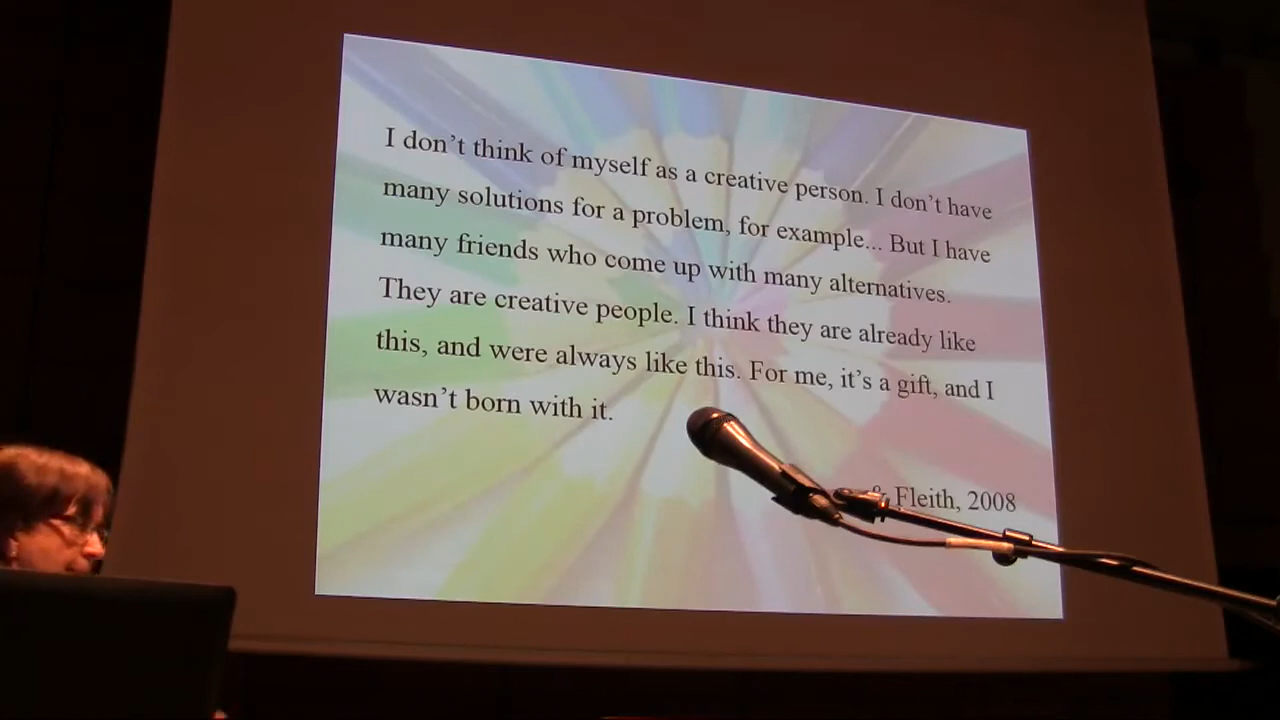 I don't think of myself as a creative person. I don't have
many solutions for a problem, for example... But I have
many friends who come up with many alternatives.
They are creative people. I think they are already like
this, and were always like this. For me, it's a gift, and I
wasn't born with it.
& Fleith, 2008